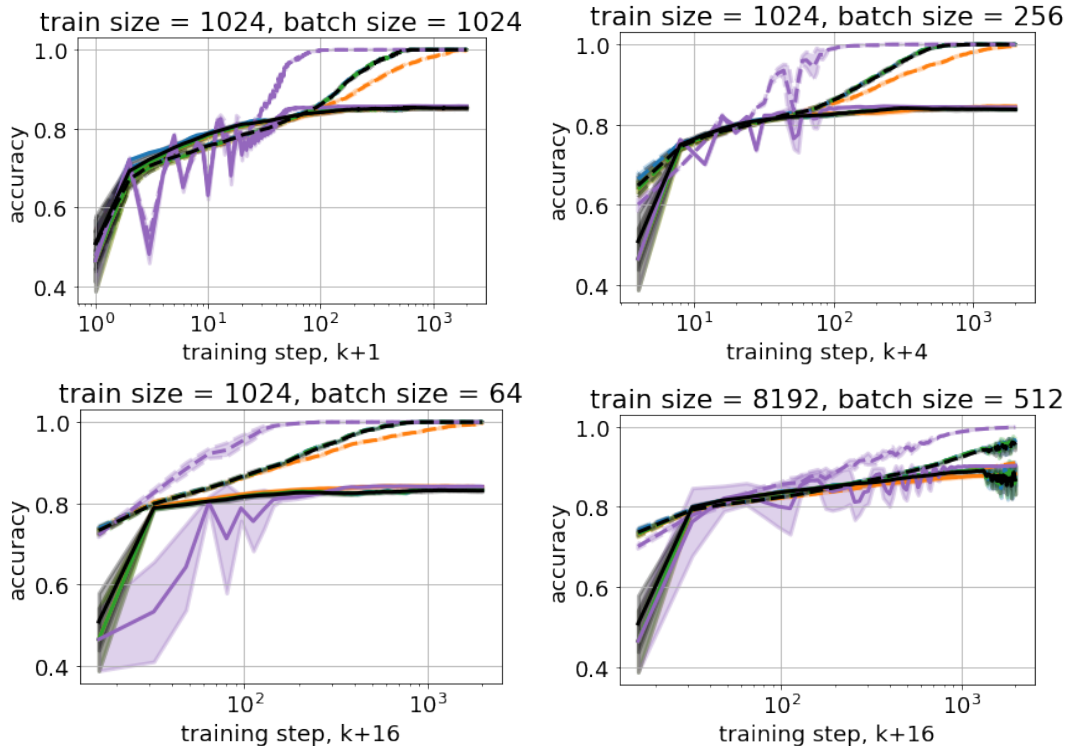 train size = 1024, batch size = 1024
1.0
0.8
0.6
0.4
accuracy
10⁰ 10¹ 10² 10³
training step, k+1
train size = 1024, batch size = 256
1.0
0.8
0.6
0.4
accuracy
10¹ 10² 10³
training step, k+4
train size = 1024, batch size = 64
1.0
0.8
0.6
0.4
accuracy
10² 10³
training step, k+16
train size = 8192, batch size = 512
1.0
0.8
0.6
0.4
accuracy
10² 10³
training step, k+16